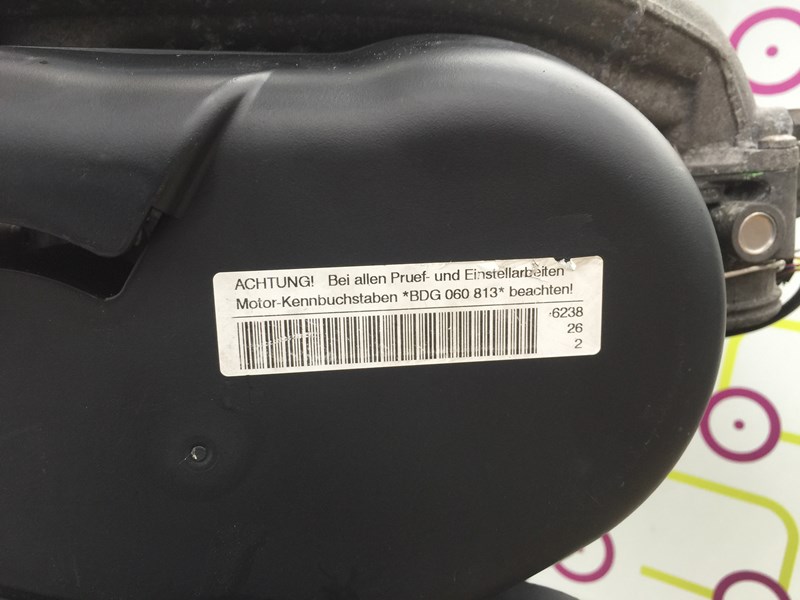 ACHTUNG! Bei allen Pruef- und Einstellarbeiten
Motor-Kennbuchstaben *BDG 060 813* beachten!
6238
26
2